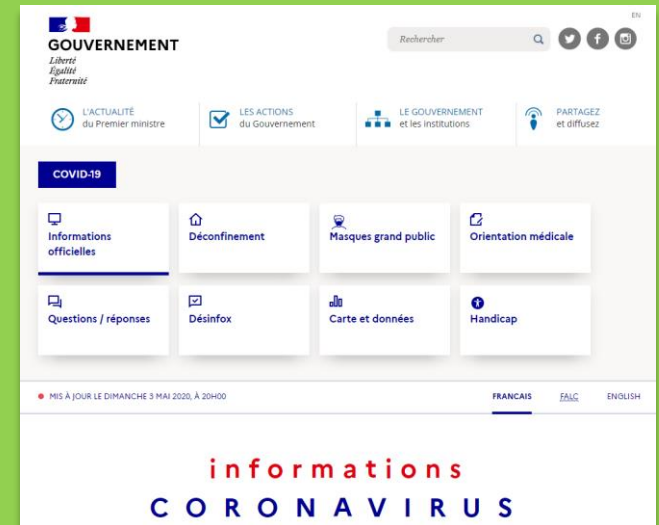 EN
GOUVERNEMENT
Liberté
Égalité
Fraternité
Rechercher
L'ACTUALITÉ
du Premier ministre
LES ACTIONS
du Gouvernement
LE GOUVERNEMENT
et les institutions
PARTAGEZ
et diffusez
COVID-19
Informations
officielles
Déconfinement
Masques grand public
Orientation médicale
Questions / réponses
Désinfox
Carte et données
Handicap
MIS À JOUR LE DIMANCHE 3 MAI 2020, À 20H00
FRANCAIS FALC ENGLISH
informations
CORONAVIRUS